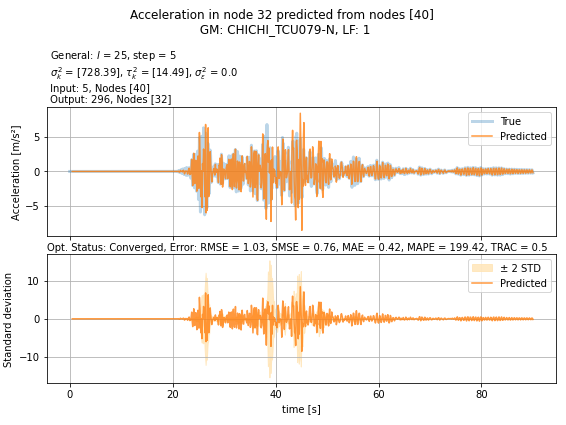 Acceleration in node 32 predicted from nodes [40]
GM: CHICHI_TCU079-N, LF: 1
General: l = 25, step = 5
σ²ₖ = [728.39], τ²ₖ = [14.49], σ²ε = 0.0
Input: 5, Nodes [40]
Output: 296, Nodes [32]
Acceleration [m/s²]
5
0
−5
True
Predicted
Opt. Status: Converged, Error: RMSE = 1.03, SMSE = 0.76, MAE = 0.42, MAPE = 199.42, TRAC = 0.5
Standard deviation
10
0
−10
± 2 STD
Predicted
0 20 40 60 80
time [s]